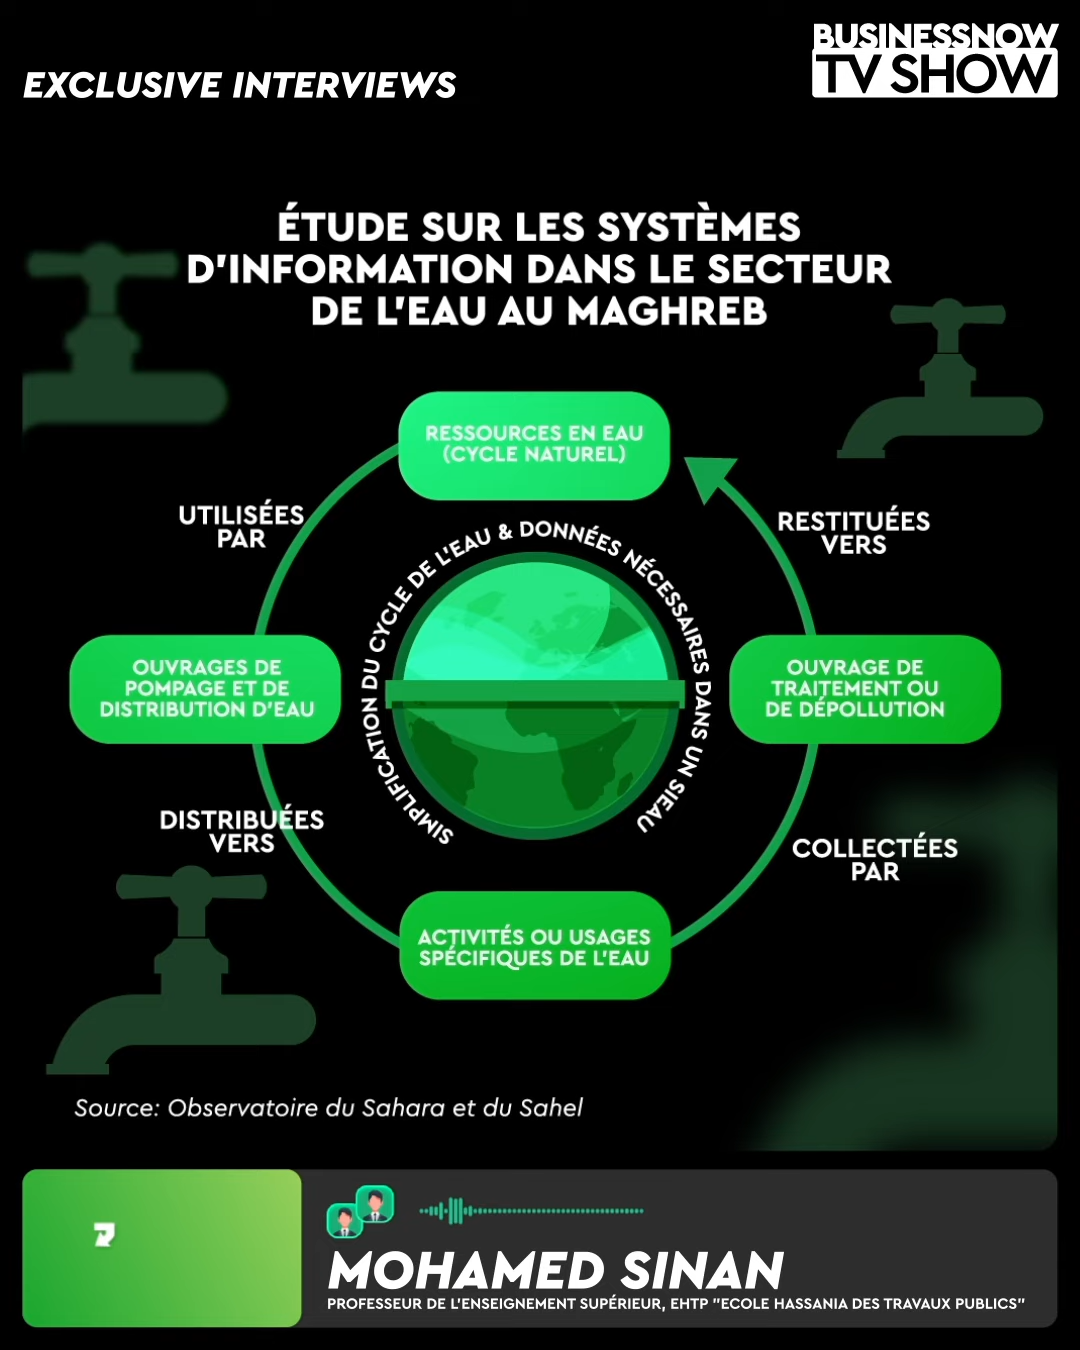 BUSINESSNOW
TV SHOW
EXCLUSIVE INTERVIEWS
ÉTUDE SUR LES SYSTÈMES
D'INFORMATION DANS LE SECTEUR
DE L'EAU AU MAGHREB
RESSOURCES EN EAU
(CYCLE NATUREL)
UTILISÉES
PAR
RESTITUÉES
VERS
SIMPLIFICATION DU CYCLE DE L'EAU & DONNÉES NÉCESSAIRES DANS UN SIEAU
OUVRAGES DE
POMPAGE ET DE
DISTRIBUTION D'EAU
OUVRAGE DE
TRAITEMENT OU
DE DÉPOLLUTION
DISTRIBUÉES
VERS
COLLECTÉES
PAR
ACTIVITÉS OU USAGES
SPÉCIFIQUES DE L'EAU
Source: Observatoire du Sahara et du Sahel
MOHAMED SINAN
PROFESSEUR DE L'ENSEIGNEMENT SUPÉRIEUR, EHTP "ECOLE HASSANIA DES TRAVAUX PUBLICS"